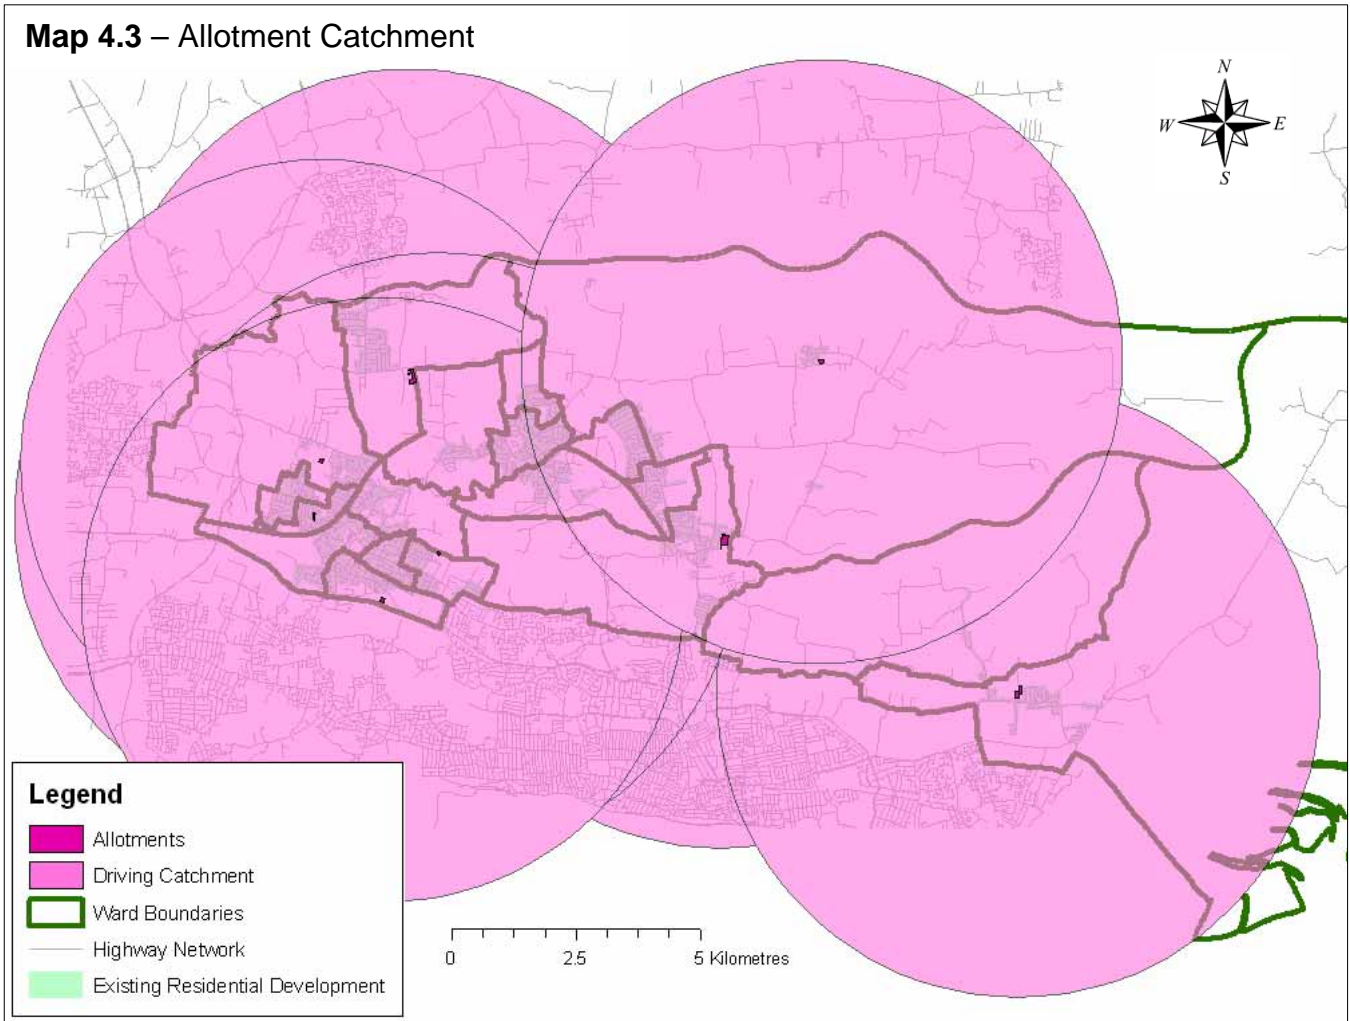 Map 4.3 – Allotment Catchment
N
W E
S
Legend
Allotments
Driving Catchment
Ward Boundaries
Highway Network
Existing Residential Development
0 2.5 5 Kilometres